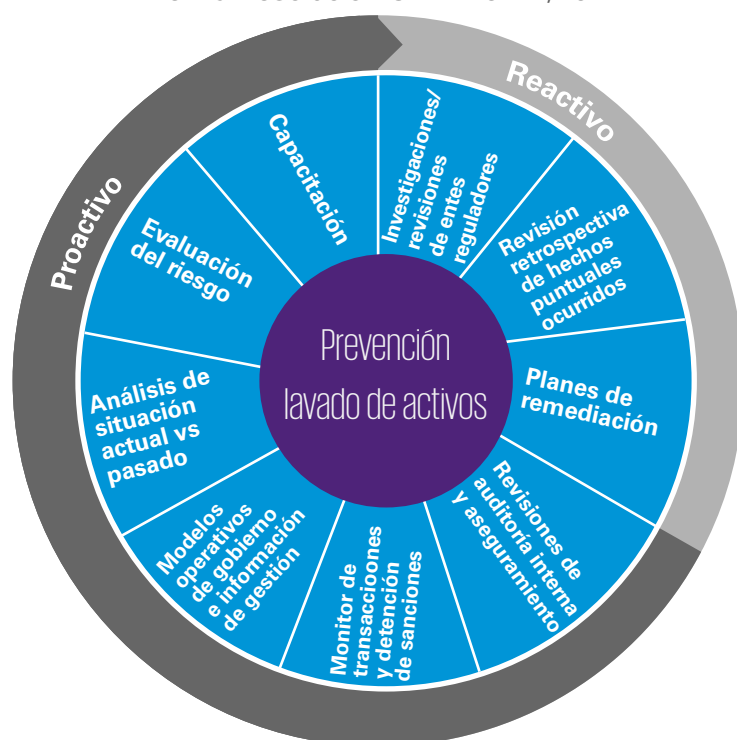 Proactivo
Reactivo
Capacitación
Investigaciones/
revisiones
de entes
reguladores
Revisión
retrospectiva
de hechos
puntuales
ocurridos
Planes de
remediación
Revisiones de
auditoría interna
y aseguramiento
Monitor de
transaccioones
y detención
de sanciones
Modelos
operativos
de gobierno
e información
de gestión
Análisis de
situación
actual vs
pasado
Evaluación
del riesgo
Prevención
lavado de activos